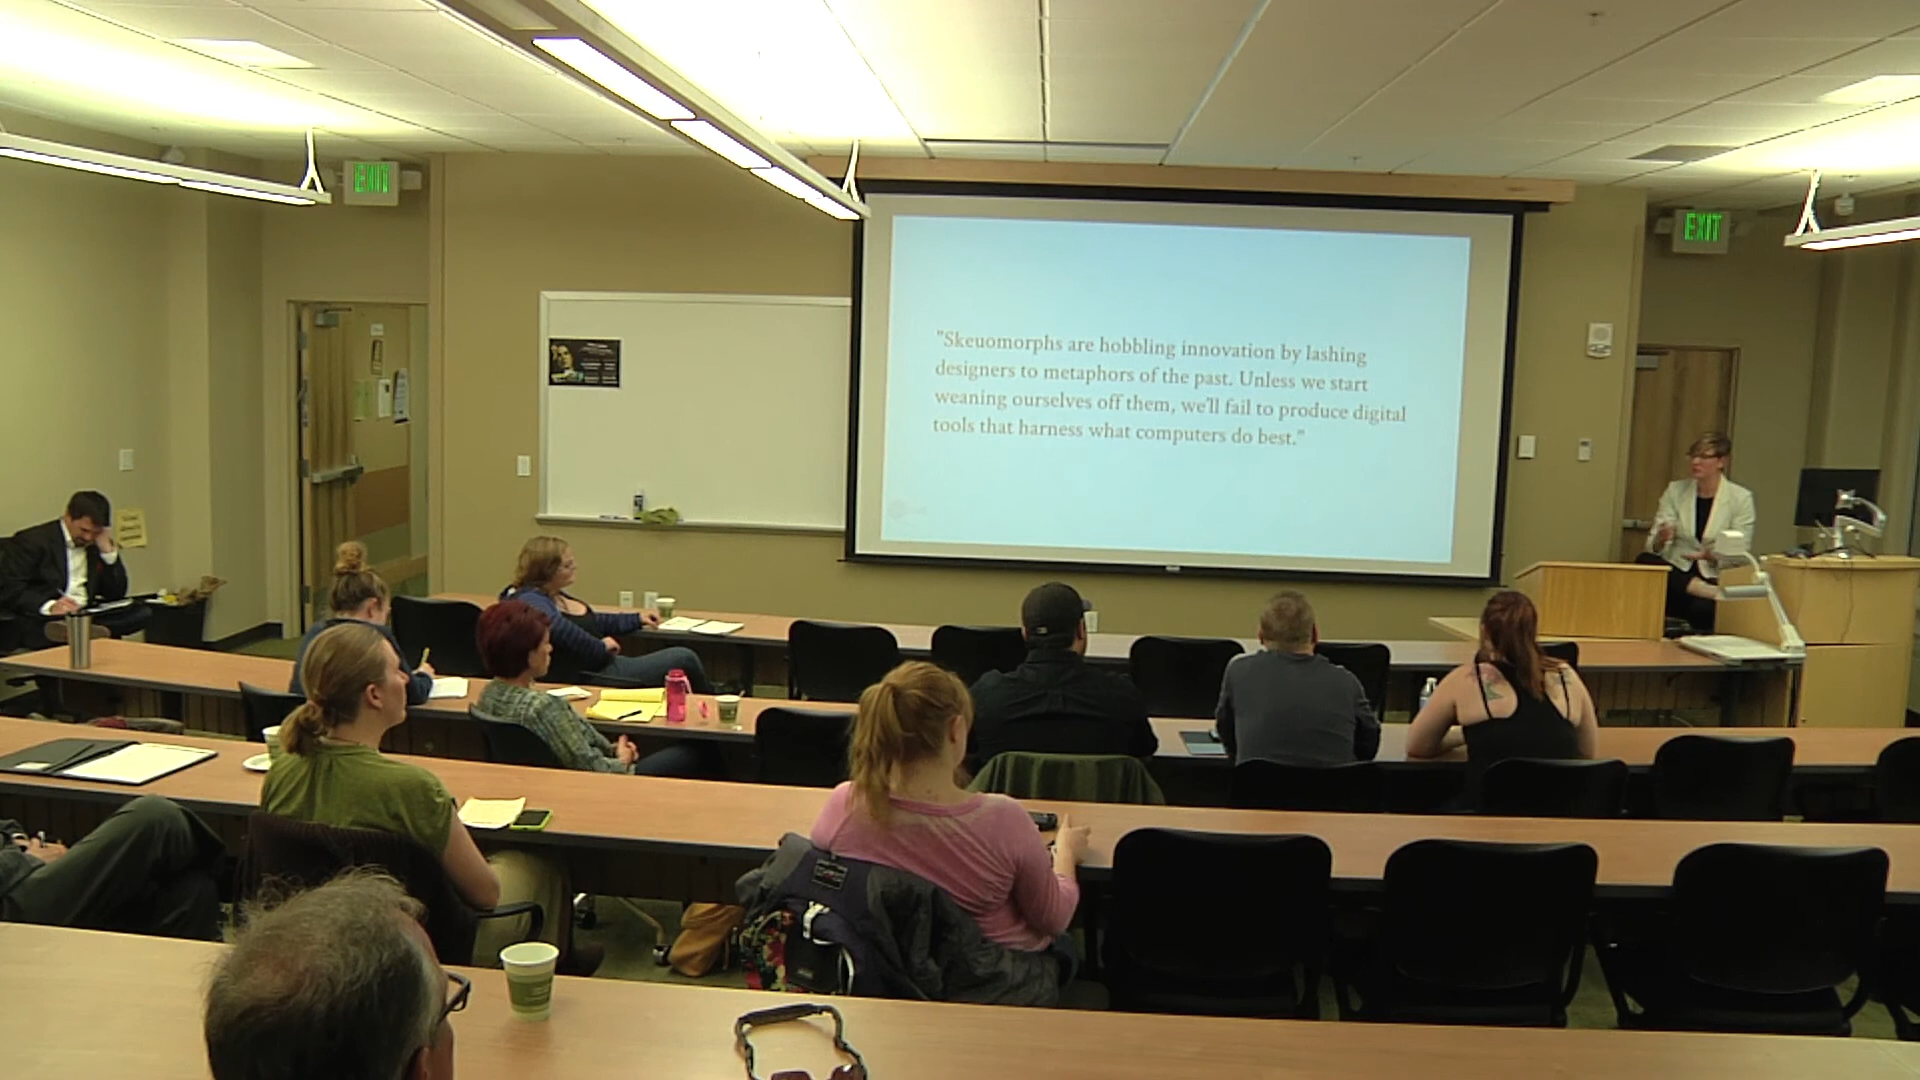 EXIT
EXIT
"Skeuomorphs are hobbling innovation by lashing
designers to metaphors of the past. Unless we start
weaning ourselves off them, we'll fail to produce digital
tools that harness what computers do best."